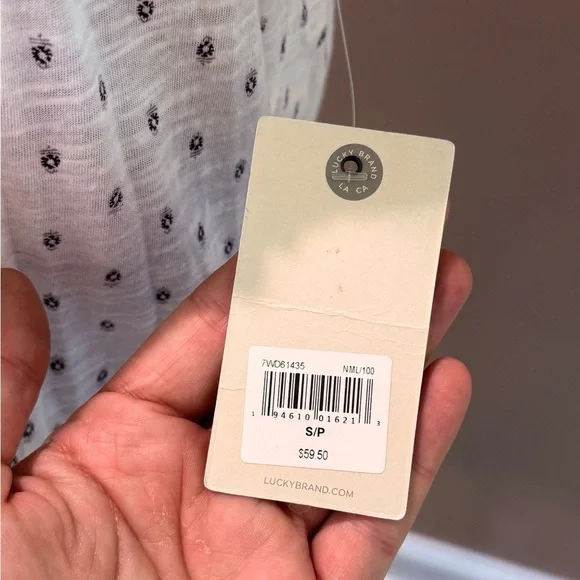 LUCKY BRAND
LA CA
7WD61435 NML/100
1 94610 01621 3
S/P
$59.50
LUCKYBRAND.COM